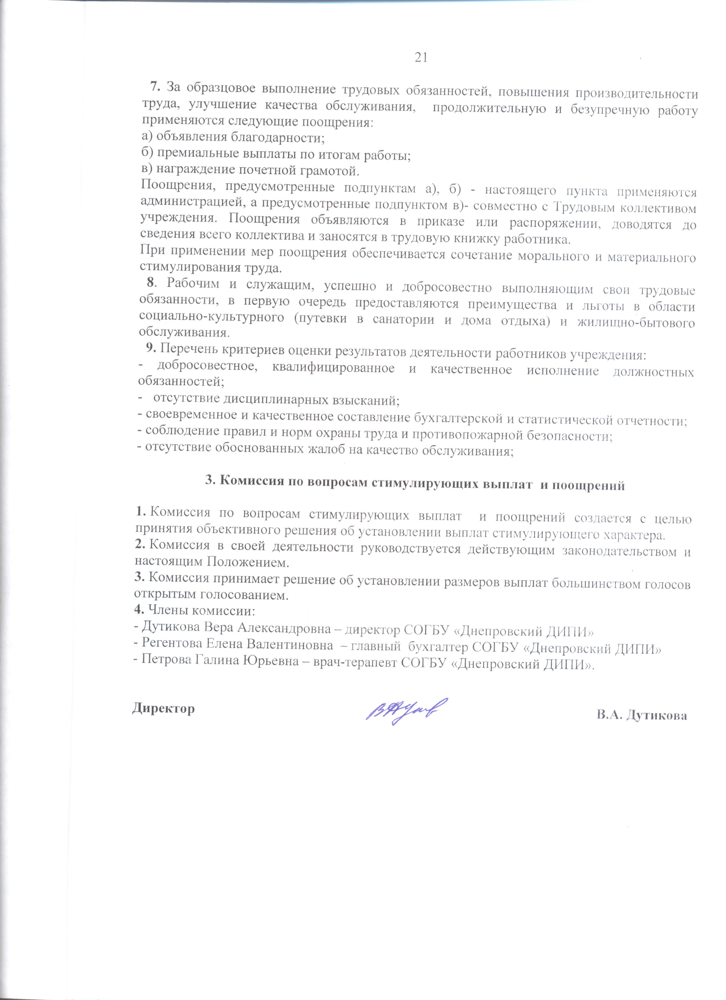 21
7. За образцовое выполнение трудовых обязанностей, повышения производительности
труда, улучшение качества обслуживания, продолжительную и безупречную работу
применяются следующие поощрения:
а) объявления благодарности;
б) премиальные выплаты по итогам работы;
в) награждение почетной грамотой.
Поощрения, предусмотренные подпунктам а), б) - настоящего пункта применяются
администрацией, а предусмотренные подпунктом в)- совместно с Трудовым коллективом
учреждения. Поощрения объявляются в приказе или распоряжении, доводятся до
сведения всего коллектива и заносятся в трудовую книжку работника.
При применении мер поощрения обеспечивается сочетание морального и материального
стимулирования труда.
8. Рабочим и служащим, успешно и добросовестно выполняющим свои трудовые
обязанности, в первую очередь предоставляются преимущества и льготы в области
социально-культурного (путевки в санатории и дома отдыха) и жилищно-бытового
обслуживания.
9. Перечень критериев оценки результатов деятельности работников учреждения:
- добросовестное, квалифицированное и качественное исполнение должностных
обязанностей;
- отсутствие дисциплинарных взысканий;
- своевременное и качественное составление бухгалтерской и статистической отчетности;
- соблюдение правил и норм охраны труда и противопожарной безопасности;
- отсутствие обоснованных жалоб на качество обслуживания;
3. Комиссия по вопросам стимулирующих выплат и поощрений
1. Комиссия по вопросам стимулирующих выплат и поощрений создается с целью
принятия объективного решения об установлении выплат стимулирующего характера.
2. Комиссия в своей деятельности руководствуется действующим законодательством и
настоящим Положением.
3. Комиссия принимает решение об установлении размеров выплат большинством голосов
открытым голосованием.
4. Члены комиссии:
- Дутикова Вера Александровна – директор СОГБУ «Днепровский ДИПИ»
- Регентова Елена Валентиновна – главный бухгалтер СОГБУ «Днепровский ДИПИ»
- Петрова Галина Юрьевна – врач-терапевт СОГБУ «Днепровский ДИПИ».
Директор В.А. Дутикова